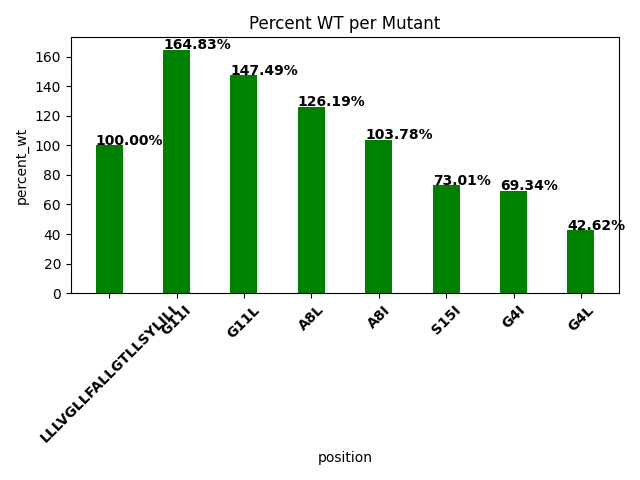 Percent WT per Mutant
percent_wt
160
140
120
100
80
60
40
20
0
100.00%
164.83%
147.49%
126.19%
103.78%
73.01%
69.34%
42.62%
LLLVGLLFALLGTLLSYLILL
G11I
G11L
A8L
A8I
S15I
G4I
G4L
position